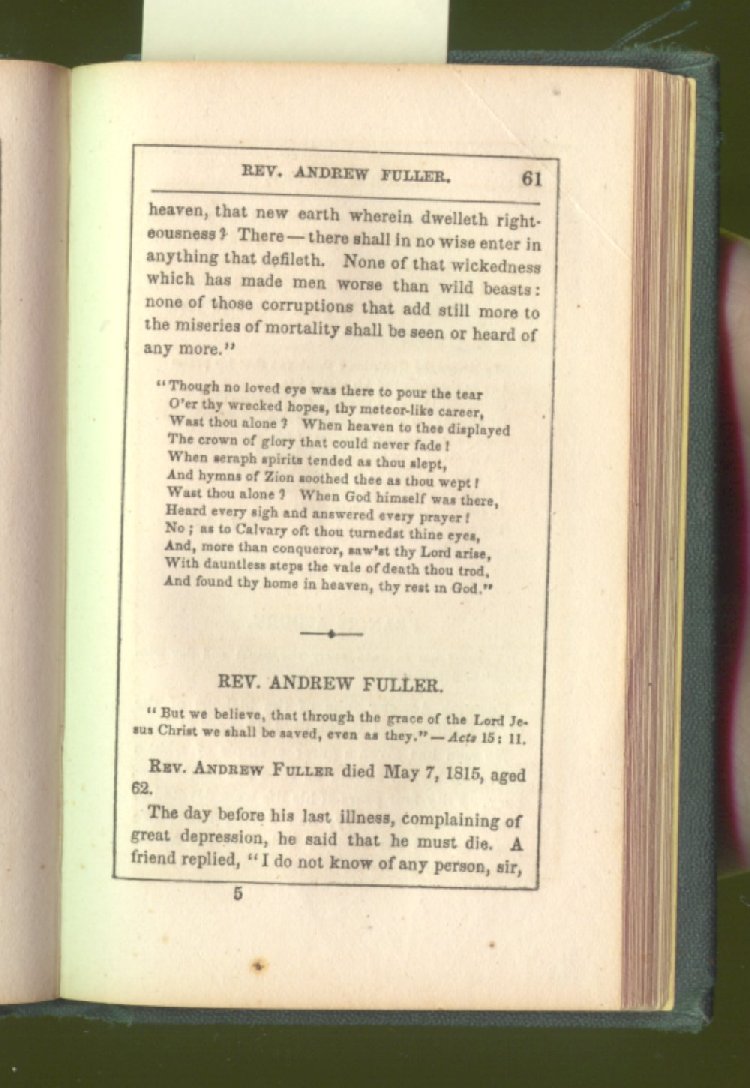 REV. ANDREW FULLER. 61
heaven, that new earth wherein dwelleth right-
eousness? There — there shall in no wise enter in
anything that defileth. None of that wickedness
which has made men worse than wild beasts:
none of those corruptions that add still more to
the miseries of mortality shall be seen or heard of
any more."
"Though no loved eye was there to pour the tear
O'er thy wrecked hopes, thy meteor-like career,
Wast thou alone? When heaven to thee displayed
The crown of glory that could never fade!
When seraph spirits tended as thou slept,
And hymns of Zion soothed thee as thou wept!
Wast thou alone? When God himself was there,
Heard every sigh and answered every prayer!
No; as to Calvary oft thou turnedst thine eyes,
And, more than conqueror, saw'st thy Lord arise,
With dauntless steps the vale of death thou trod,
And found thy home in heaven, thy rest in God."
REV. ANDREW FULLER.
"But we believe, that through the grace of the Lord Je-
sus Christ we shall be saved, even as they." — Acts 15: 11.
REV. ANDREW FULLER died May 7, 1815, aged
62.
The day before his last illness, complaining of
great depression, he said that he must die. A
friend replied, "I do not know of any person, sir,
5